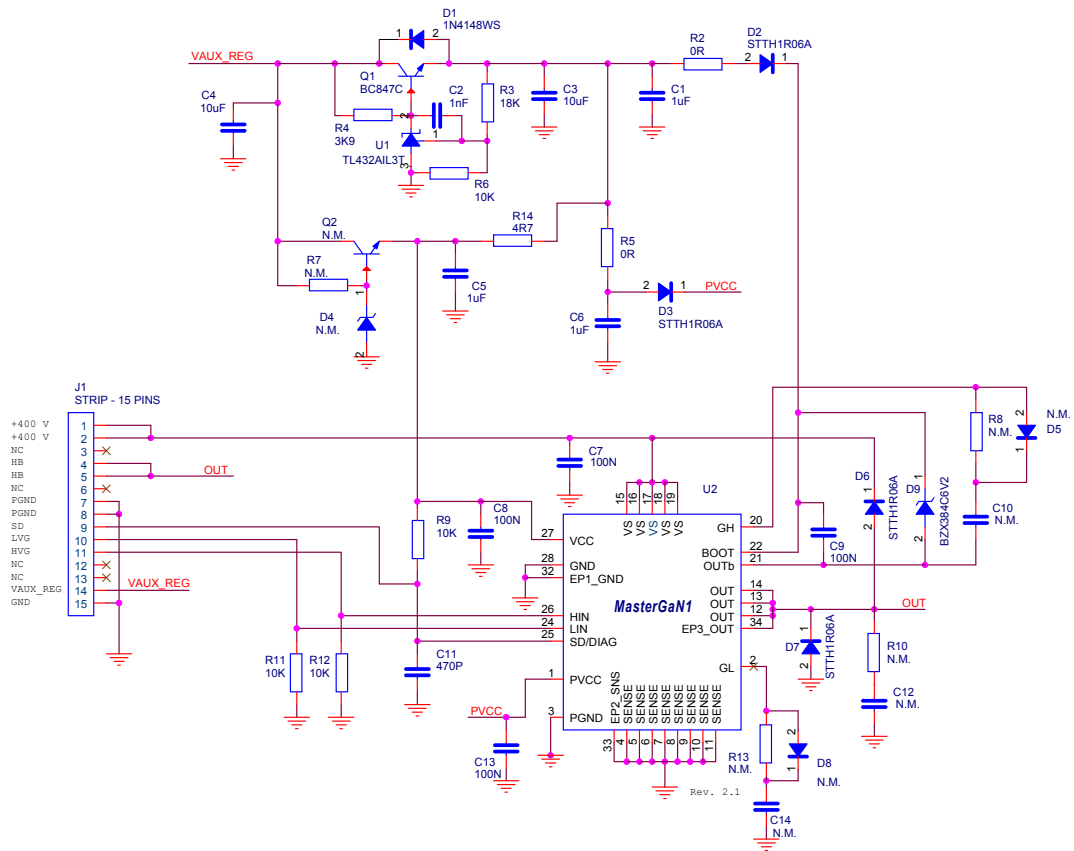 D1
1N4148WS
1
2
VAUX_REG
Q1
BC847C
C4
10uF
R4
3K9
C2
1nF
2
1
3
U1
TL432AIL3T
R3
18K
R6
10K
C3
10uF
C1
1uF
R2
0R
D2
STTH1R06A
2
1
Q2
N.M.
R7
N.M.
1
D4
N.M.
2
C5
1uF
R14
4R7
R5
0R
2
1
PVCC
D3
STTH1R06A
C6
1uF
J1
STRIP - 15 PINS
+400 V 1
+400 V 2
NC 3
HB 4
HB 5
NC 6
PGND 7
PGND 8
SD 9
LVG 10
HVG 11
NC 12
NC 13
VAUX_REG 14
GND 15
OUT
VAUX_REG
C7
100N
R9
10K
C8
100N
R11
10K
R12
10K
C11
470P
PVCC
C13
100N
U2
MasterGaN1
15 16 17 18 19
VS VS VS VS VS
27 VCC
28 GND
32 EP1_GND
26 HIN
24 LIN
25 SD/DIAG
1 PVCC
3 PGND
GH 20
BOOT 22
OUTb 21
OUT 14
OUT 13
OUT 12
EP3_OUT 34
GL 2
EP2_SNS SENSE SENSE SENSE SENSE SENSE SENSE SENSE SENSE
33 4 5 6 7 8 9 10 11
Rev. 2.1
C9
100N
D6
1
2
STTH1R06A
D9
1
2
BZX384C6V2
R8
N.M.
2
N.M.
D5
1
C10
N.M.
OUT
D7
1
2
STTH1R06A
R10
N.M.
C12
N.M.
R13
N.M.
2
1
D8
N.M.
C14
N.M.